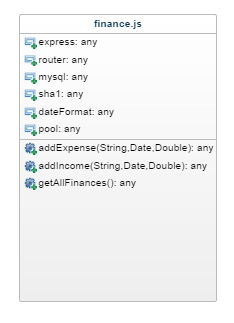 finance.js
express: any
router: any
mysql: any
sha1: any
dateFormat: any
pool: any
addExpense(String,Date,Double): any
addIncome(String,Date,Double): any
getAllFinances(): any